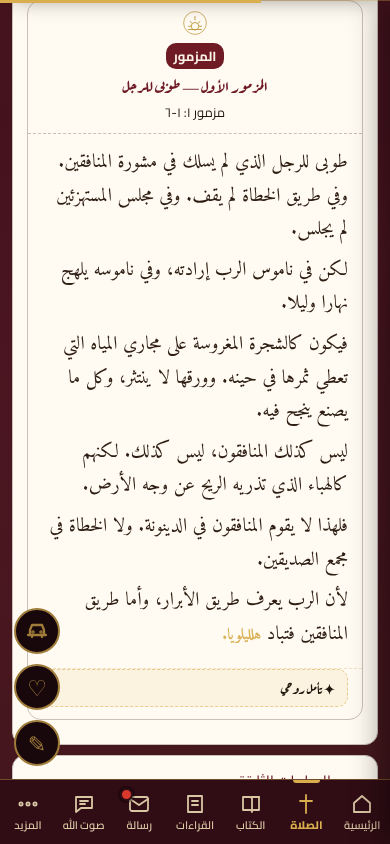 المزمور
المزمور الأول — طوبى للرجل
مزمور ١: ١-٦
طوبى للرجل الذي لم يسلك في مشورة المنافقين.
وفي طريق الخطاة لم يقف. وفي مجلس المستهزئين
لم يجلس.
لكن في ناموس الرب إرادته، وفي ناموسه يلهج
نهارا وليلا.
فيكون كالشجرة المغروسة على مجاري المياه التي
تعطي ثمرها في حينه. وورقها لا ينتثر، وكل ما
يصنع ينجح فيه.
ليس كذلك المنافقون، ليس كذلك. لكنهم
كالهباء الذي تذريه الريح عن وجه الأرض.
فلهذا لا يقوم المنافقون في الدينونة. ولا الخطاة في
مجمع الصديقين.
لأن الرب يعرف طريق الأبرار، وأما طريق
المنافقين فتباد هلليلويا.
✦ تأمل روحي
الرئيسية الصلاة الكتاب القراءات رسالة صوت الله المزيد